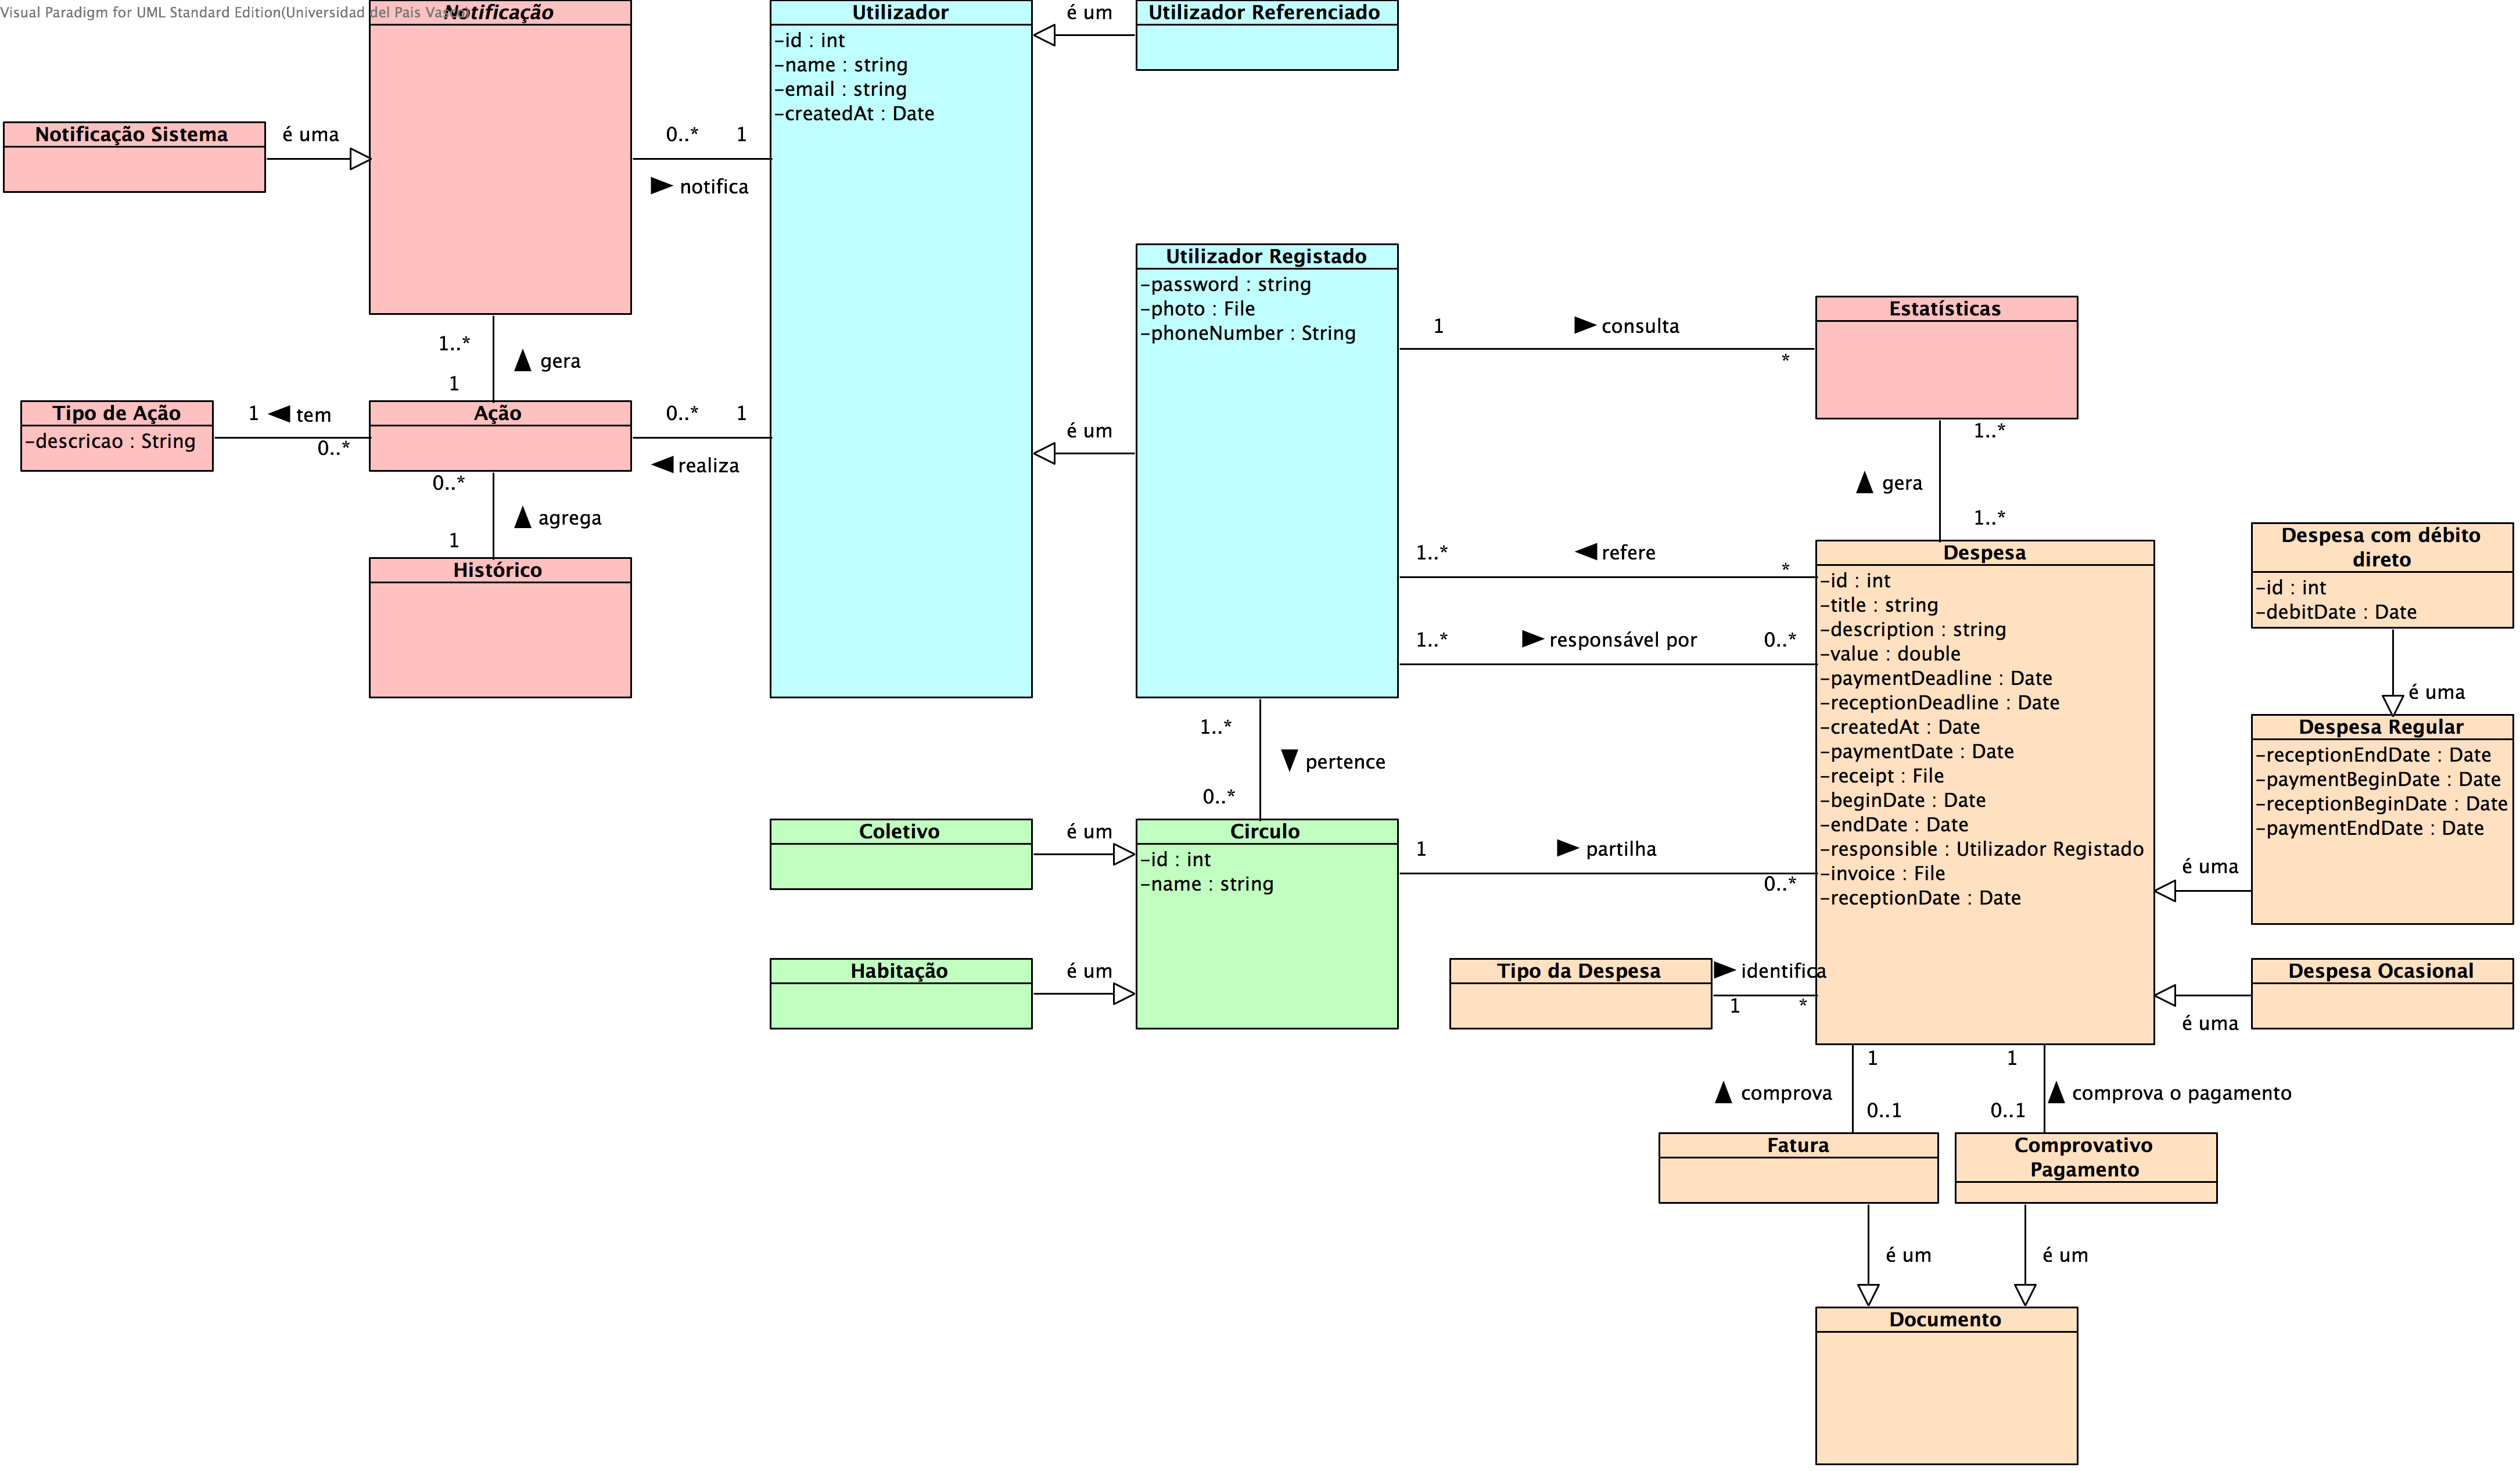 Visual Paradigm for UML Standard Edition(Universidad del Pais Vasco)
Notificação
Utilizador
-id : int
-name : string
-email : string
-createdAt : Date
é um
Utilizador Referenciado
Notificação Sistema
é uma
0..*
1
notifica
Utilizador Registado
-password : string
-photo : File
-phoneNumber : String
1
consulta
*
Estatísticas
1..*
gera
1
Tipo de Ação
-descricao : String
1
tem
0..*
Ação
0..*
1
realiza
é um
1..*
gera
1..*
0..*
agrega
1
Histórico
1..*
refere
*
1..*
responsável por
0..*
Despesa
-id : int
-title : string
-description : string
-value : double
-paymentDeadline : Date
-receptionDeadline : Date
-createdAt : Date
-paymentDate : Date
-receipt : File
-beginDate : Date
-endDate : Date
-responsible : Utilizador Registado
-invoice : File
-receptionDate : Date
Despesa com débito
direto
-id : int
-debitDate : Date
é uma
Despesa Regular
-receptionEndDate : Date
-paymentBeginDate : Date
-receptionBeginDate : Date
-paymentEndDate : Date
é uma
1..*
pertence
0..*
Coletivo
é um
Circulo
-id : int
-name : string
1
partilha
0..*
Habitação
é um
Tipo da Despesa
identifica
1
*
Despesa Ocasional
é uma
1
comprova
0..1
1
comprova o pagamento
0..1
Fatura
Comprovativo
Pagamento
é um
é um
Documento